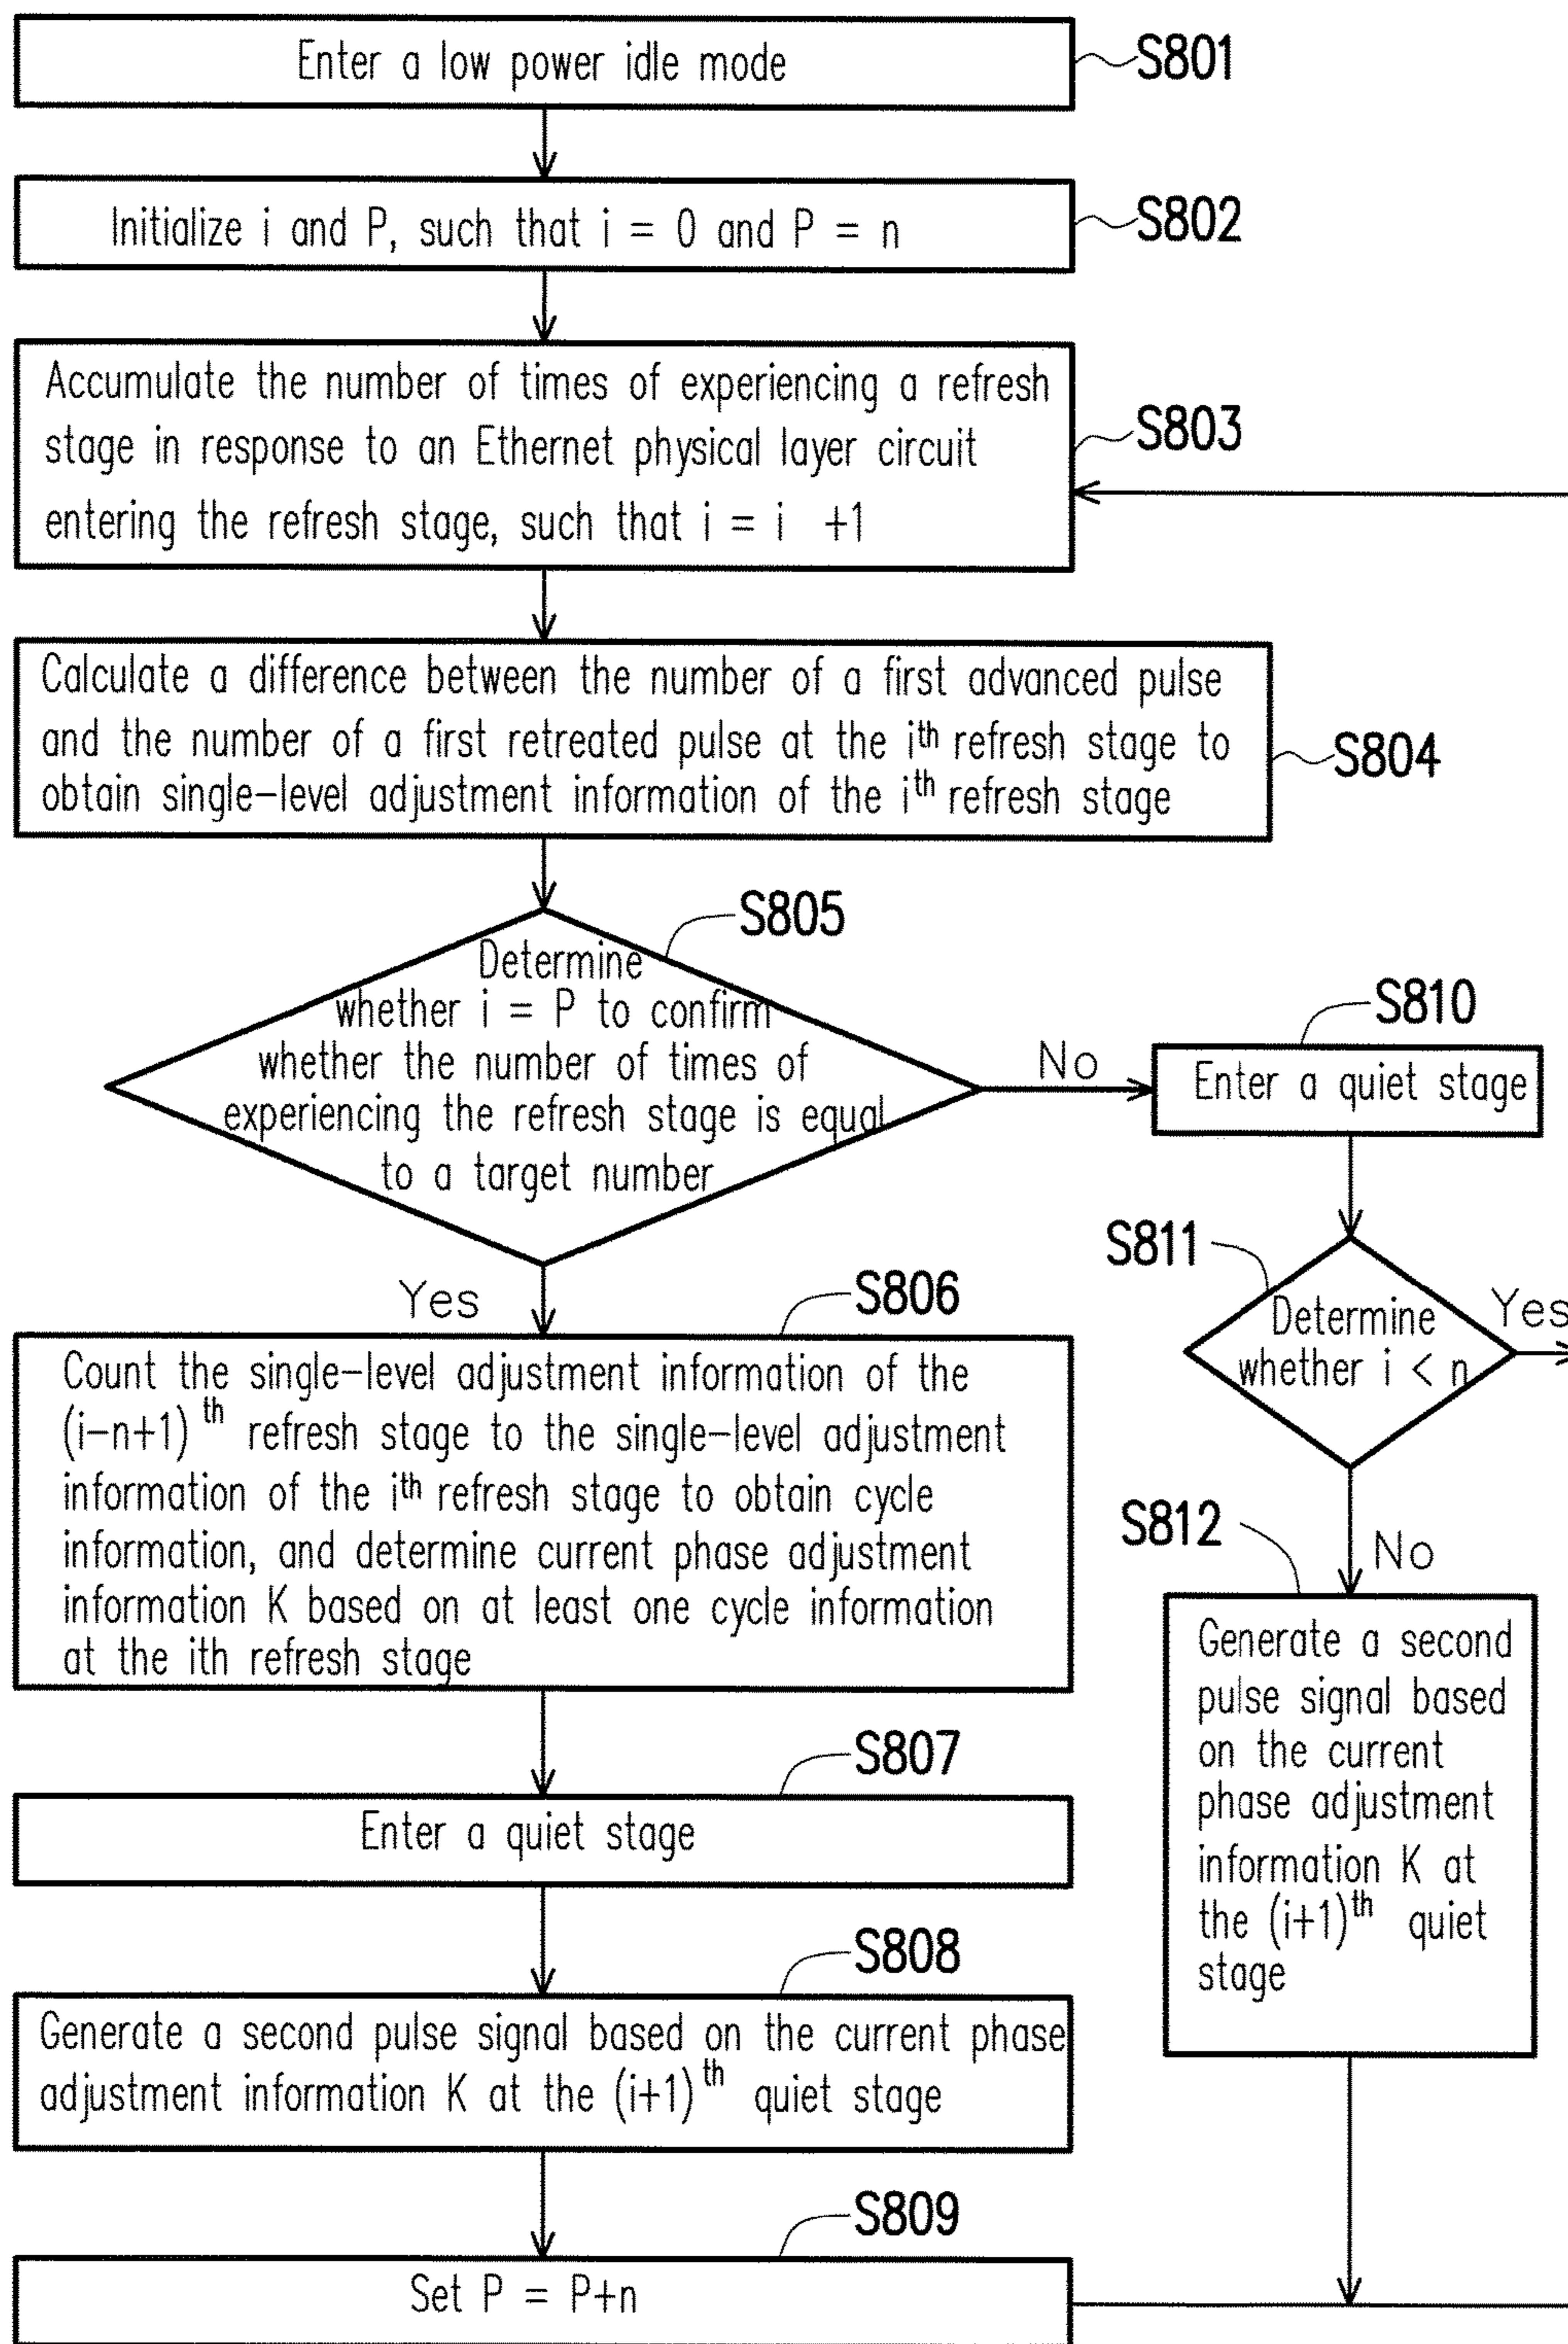 Enter a low power idle mode
S801
Initialize i and P, such that i = 0 and P = n
S802
Accumulate the number of times of experiencing a refresh
stage in response to an Ethernet physical layer circuit
entering the refresh stage, such that i = i +1
S803
Calculate a difference between the number of a first advanced pulse
and the number of a first retreated pulse at the ith refresh stage to
obtain single-level adjustment information of the ith refresh stage
S804
S805
Determine
whether i = P to confirm
whether the number of times of
experiencing the refresh stage is equal
to a target number
No
S810
Enter a quiet stage
Yes
S811
Determine
whether i < n
Yes
S806
Count the single-level adjustment information of the
(i-n+1)th refresh stage to the single-level adjustment
information of the ith refresh stage to obtain cycle
information, and determine current phase adjustment
information K based on at least one cycle information
at the ith refresh stage
S812
No
Generate a second
pulse signal based
on the current
phase adjustment
information K at
the (i+1)th quiet
stage
S807
Enter a quiet stage
S808
Generate a second pulse signal based on the current phase
adjustment information K at the (i+1)th quiet stage
S809
Set P = P+n